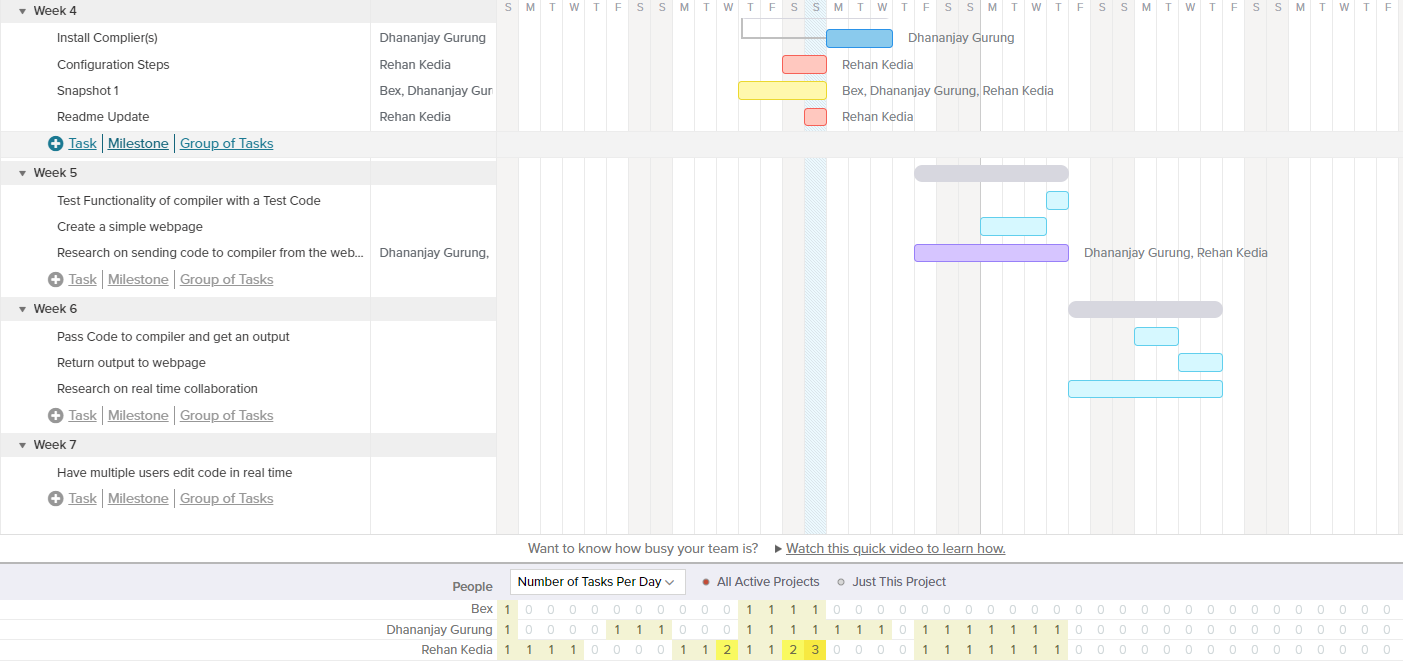 Week 4 S M T W T F S S M T W T F S S M T W T F S S M T W T F S S M T W T F S S M T W T F
Install Complier(s) Dhananjay Gurung Dhananjay Gurung
Configuration Steps Rehan Kedia Rehan Kedia
Snapshot 1 Bex, Dhananjay Gur Bex, Dhananjay Gurung, Rehan Kedia
Readme Update Rehan Kedia Rehan Kedia
Task Milestone Group of Tasks
Week 5
Test Functionality of compiler with a Test Code
Create a simple webpage
Research on sending code to compiler from the web... Dhananjay Gurung, Dhananjay Gurung, Rehan Kedia
Task Milestone Group of Tasks
Week 6
Pass Code to compiler and get an output
Return output to webpage
Research on real time collaboration
Task Milestone Group of Tasks
Week 7
Have multiple users edit code in real time
Task Milestone Group of Tasks
Want to know how busy your team is? Watch this quick video to learn how.
People Number of Tasks Per Day All Active Projects Just This Project
Bex 1 0 0 0 0 0 0 0 0 0 0 1 1 1 1 0 0 0 0 0 0 0 0 0 0 0 0 0 0 0 0 0 0 0 0 0 0 0 0 0 0
Dhananjay Gurung 1 0 0 0 0 1 1 1 0 0 0 1 1 1 1 1 1 1 0 1 1 1 1 1 1 1 0 0 0 0 0 0 0 0 0 0 0 0 0 0 0
Rehan Kedia 1 1 1 1 0 0 0 0 1 1 2 1 1 2 3 0 0 0 0 1 1 1 1 1 1 1 0 0 0 0 0 0 0 0 0 0 0 0 0 0 0